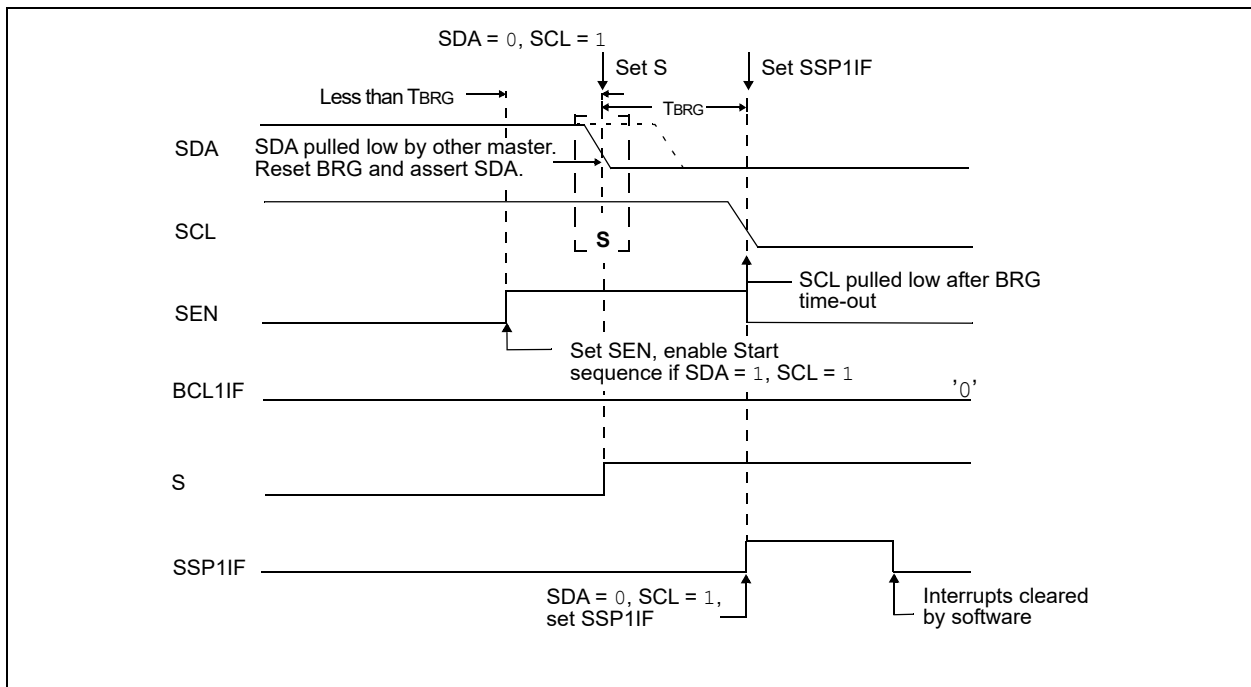 SDA = 0, SCL = 1
Set S
Set SSP1IF
Less than TBRG
TBRG
SDA
SDA pulled low by other master.
Reset BRG and assert SDA.
SCL
S
SCL pulled low after BRG
time-out
SEN
Set SEN, enable Start
sequence if SDA = 1, SCL = 1
BCL1IF
'0'
S
SSP1IF
SDA = 0, SCL = 1,
set SSP1IF
Interrupts cleared
by software